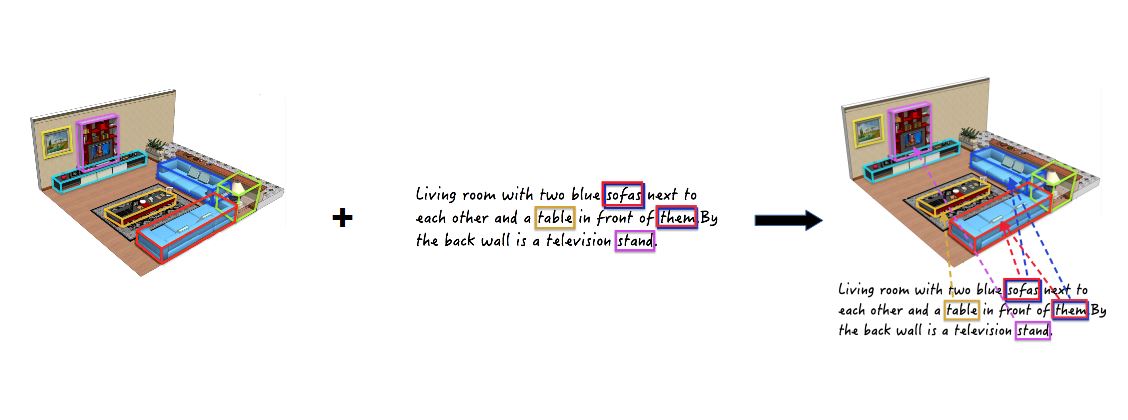 Living room with two blue sofas next to
each other and a table in front of them.By
the back wall is a television stand.
Living room with two blue sofas next to
each other and a table in front of them.By
the back wall is a television stand.